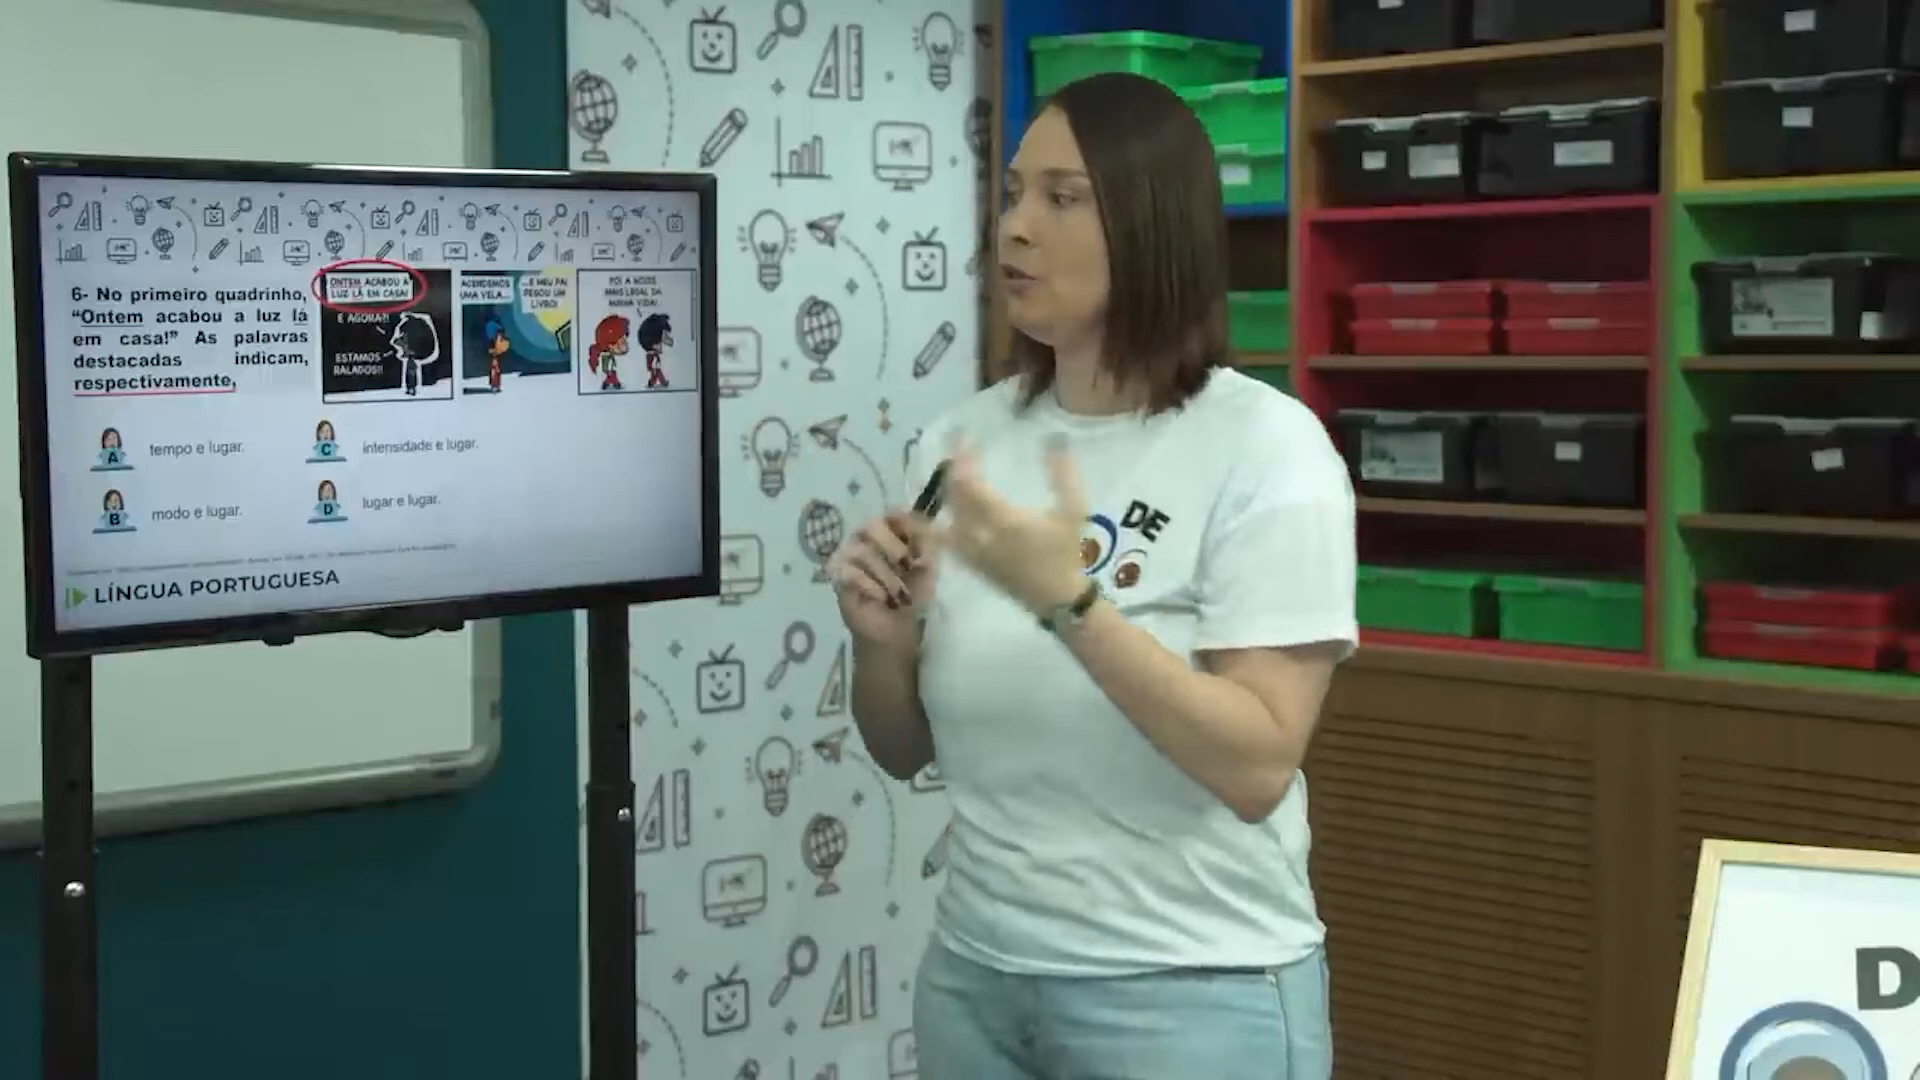 6- No primeiro quadrinho,
“Ontem acabou a luz lá
em casa!” As palavras
destacadas indicam,
respectivamente,
ONTEM ACABOU A
LUZ LÁ EM CASA!
E AGORA?!
ESTAMOS
RALADOS!!
ACENDEMOS
UMA VELA...
...E MEU PAI
PEGOU UM
LIVRO!
FOI A NOITE
MAIS LEGAL DA
MINHA VIDA!
A tempo e lugar.
C intensidade e lugar.
B modo e lugar.
D lugar e lugar.
LÍNGUA PORTUGUESA
DE
D